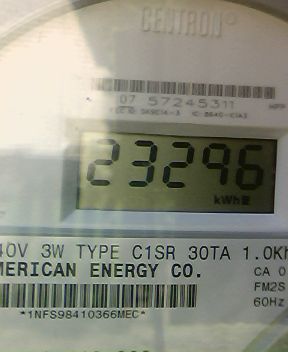 CENTRON®
07 57245311
23296
kWh
40V 3W TYPE C1SR 30TA 1.0Kh
MERICAN ENERGY CO.
CA 0
FM2S
60Hz
*1NFS98410366MEC*